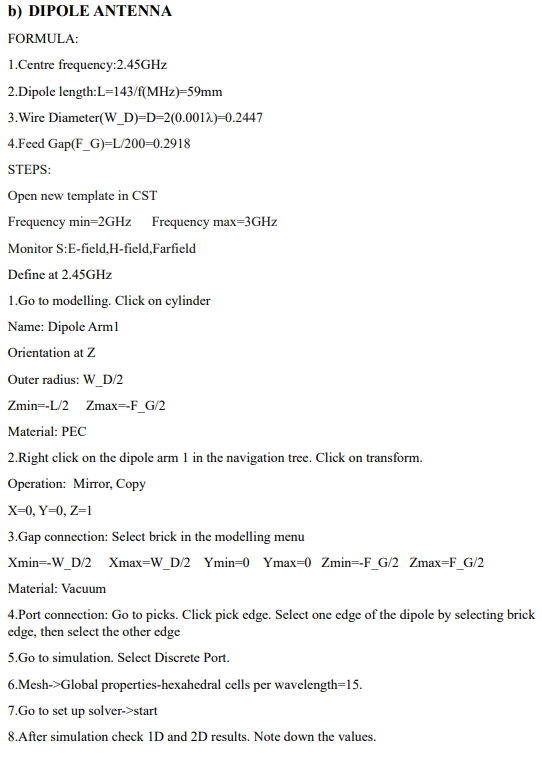 b) DIPOLE ANTENNA
FORMULA:
1.Centre frequency:2.45GHz
2.Dipole length:L=143/f(MHz)=59mm
3.Wire Diameter(W_D)=D=2(0.001λ)=0.2447
4.Feed Gap(F_G)=L/200=0.2918
STEPS:
Open new template in CST
Frequency min=2GHz Frequency max=3GHz
Monitor S:E-field,H-field,Farfield
Define at 2.45GHz
1.Go to modelling. Click on cylinder
Name: Dipole Arm1
Orientation at Z
Outer radius: W_D/2
Zmin=-L/2 Zmax=-F_G/2
Material: PEC
2.Right click on the dipole arm 1 in the navigation tree. Click on transform.
Operation: Mirror, Copy
X=0, Y=0, Z=1
3.Gap connection: Select brick in the modelling menu
Xmin=-W_D/2 Xmax=W_D/2 Ymin=0 Ymax=0 Zmin=-F_G/2 Zmax=F_G/2
Material: Vacuum
4.Port connection: Go to picks. Click pick edge. Select one edge of the dipole by selecting brick
edge, then select the other edge
5.Go to simulation. Select Discrete Port.
6.Mesh->Global properties-hexahedral cells per wavelength=15.
7.Go to set up solver->start
8.After simulation check 1D and 2D results. Note down the values.